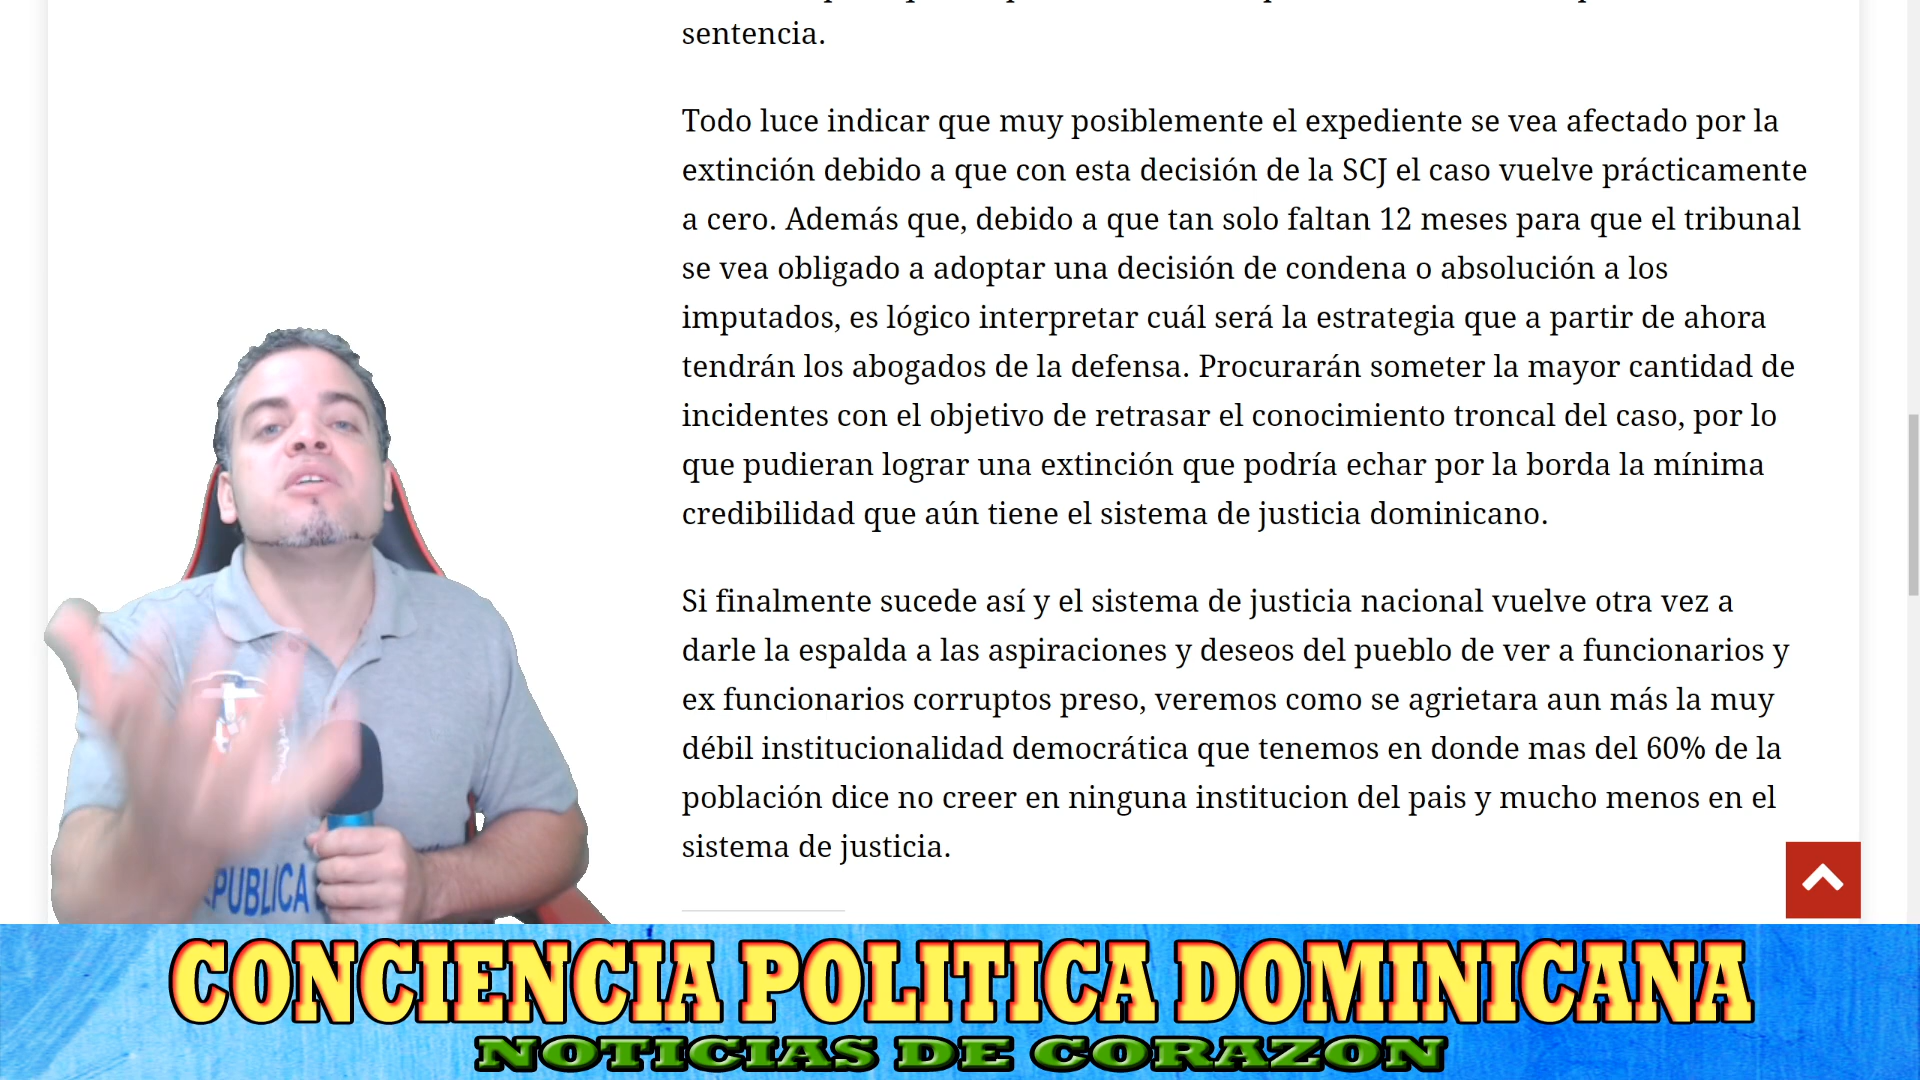 sentencia.
Todo luce indicar que muy posiblemente el expediente se vea afectado por la
extinción debido a que con esta decisión de la SCJ el caso vuelve prácticamente
a cero. Además que, debido a que tan solo faltan 12 meses para que el tribunal
se vea obligado a adoptar una decisión de condena o absolución a los
imputados, es lógico interpretar cuál será la estrategia que a partir de ahora
tendrán los abogados de la defensa. Procurarán someter la mayor cantidad de
incidentes con el objetivo de retrasar el conocimiento troncal del caso, por lo
que pudieran lograr una extinción que podría echar por la borda la mínima
credibilidad que aún tiene el sistema de justicia dominicano.
Si finalmente sucede así y el sistema de justicia nacional vuelve otra vez a
darle la espalda a las aspiraciones y deseos del pueblo de ver a funcionarios y
ex funcionarios corruptos preso, veremos como se agrietara aun más la muy
débil institucionalidad democrática que tenemos en donde mas del 60% de la
población dice no creer en ninguna institucion del pais y mucho menos en el
sistema de justicia.
PUBLICA
CONCIENCIA POLITICA DOMINICANA
NOTICIAS DE CORAZON